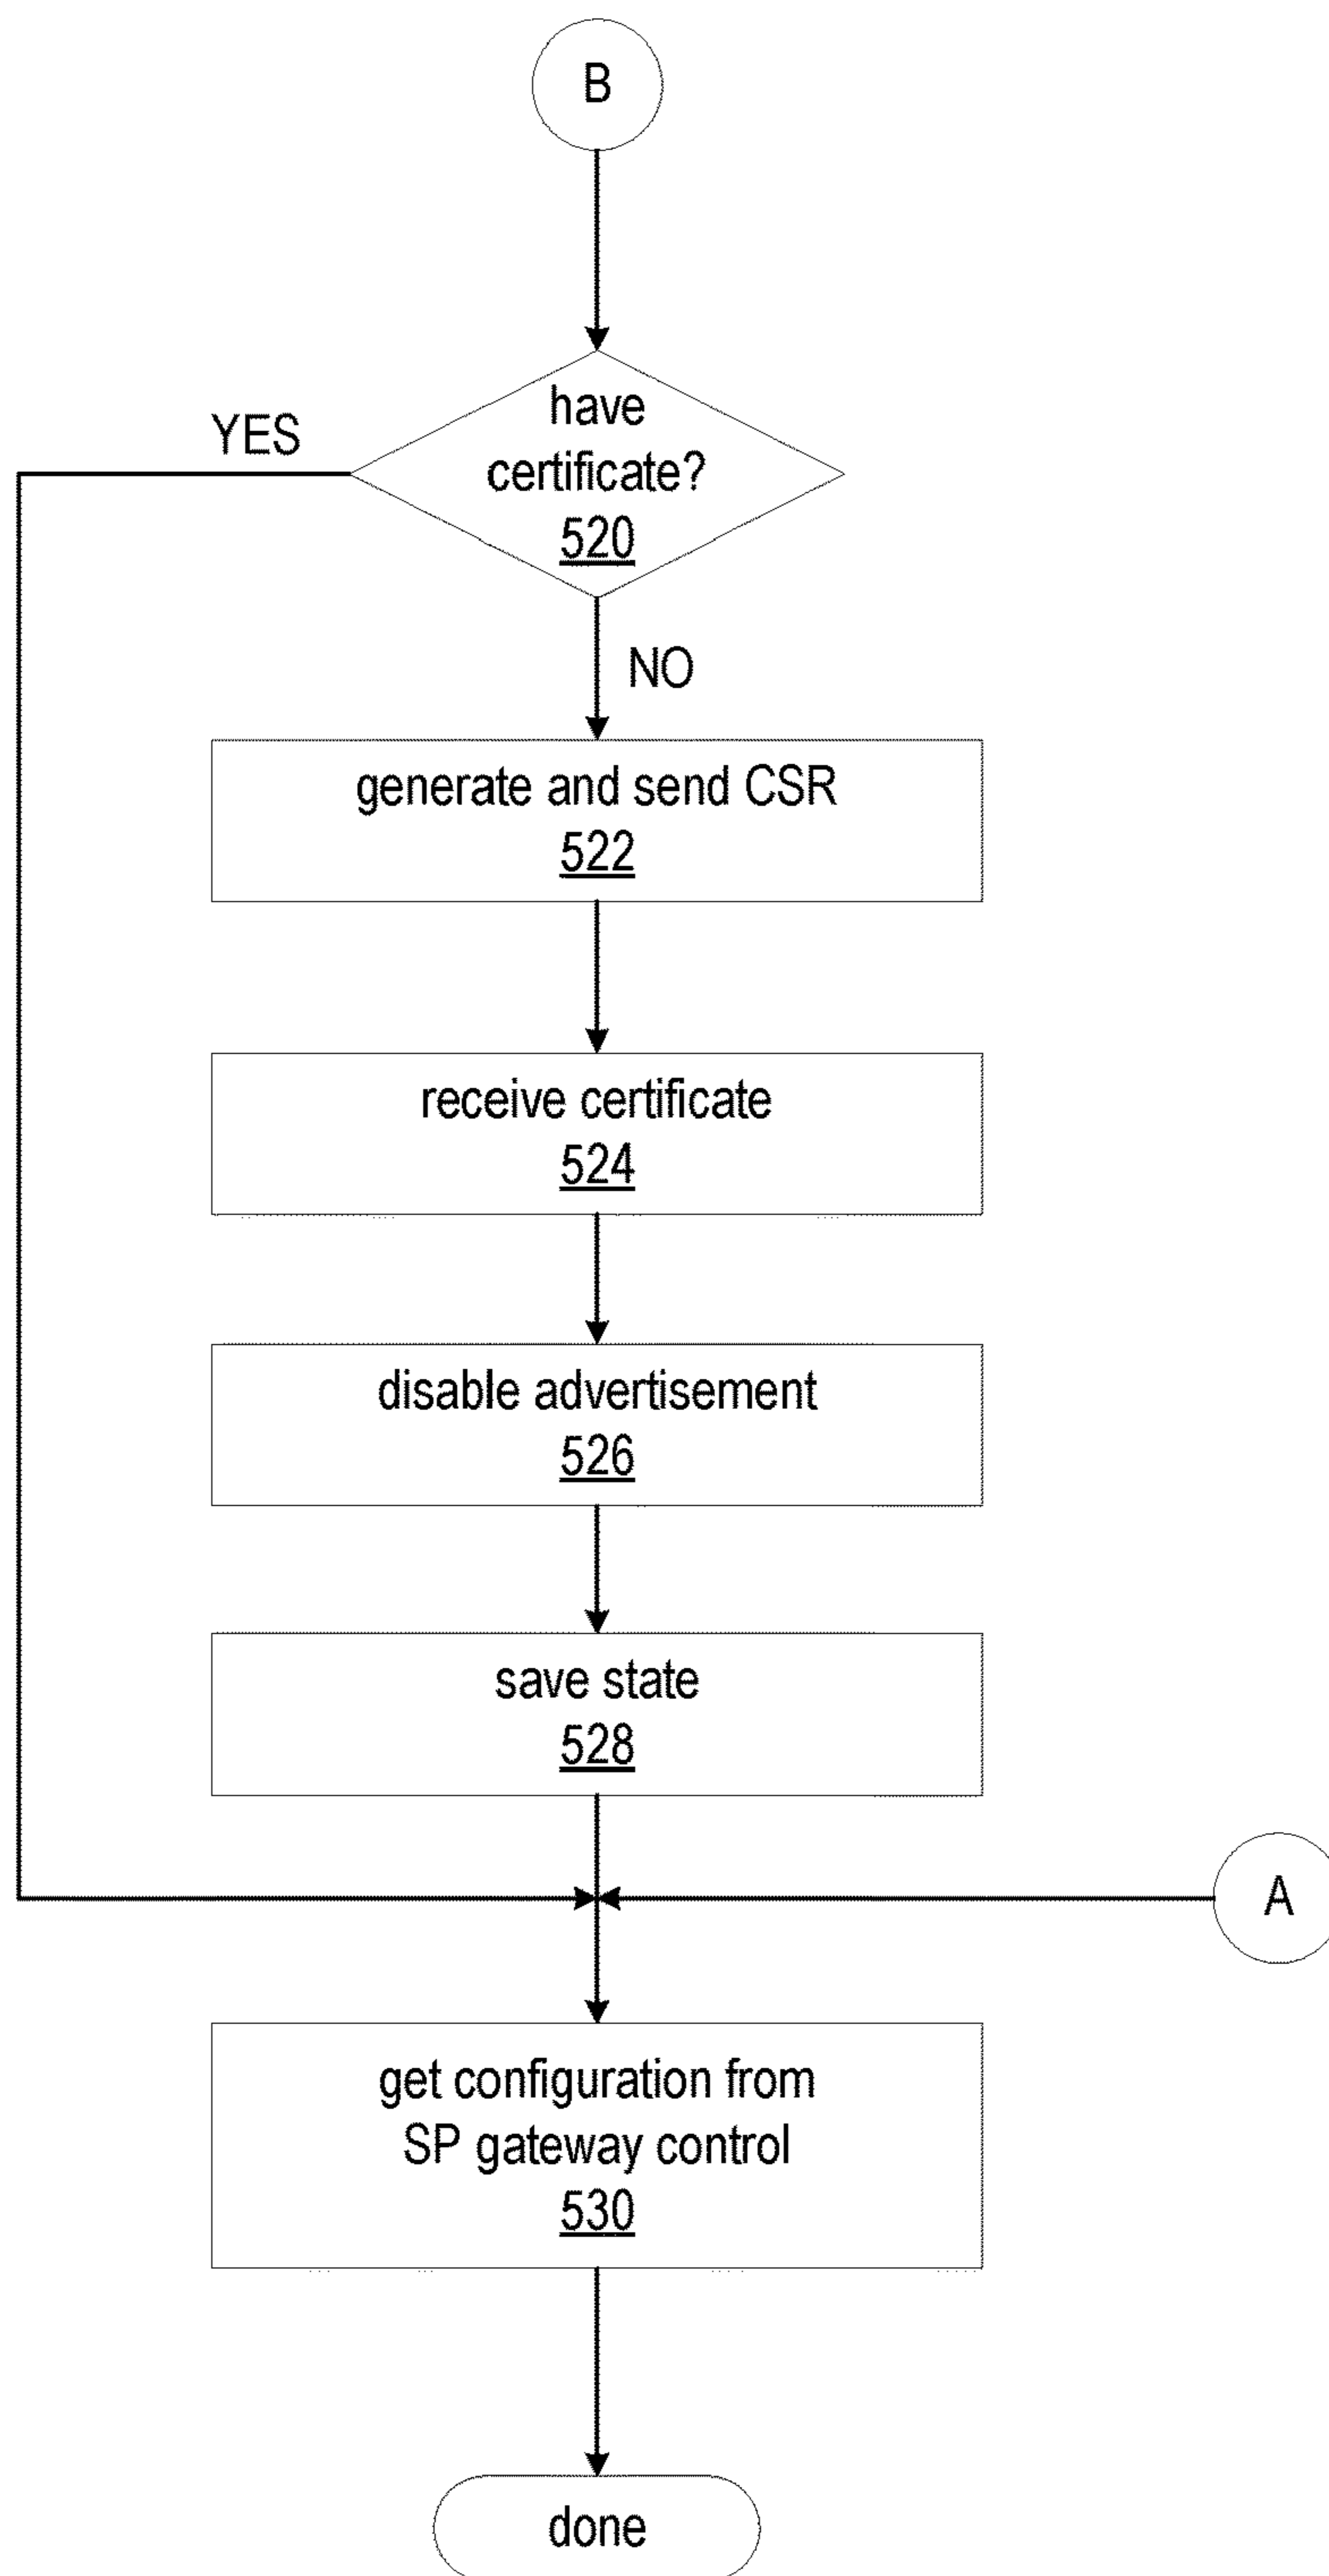 B
have
certificate?
520
YES
NO
generate and send CSR
522
receive certificate
524
disable advertisement
526
save state
528
A
get configuration from
SP gateway control
530
done